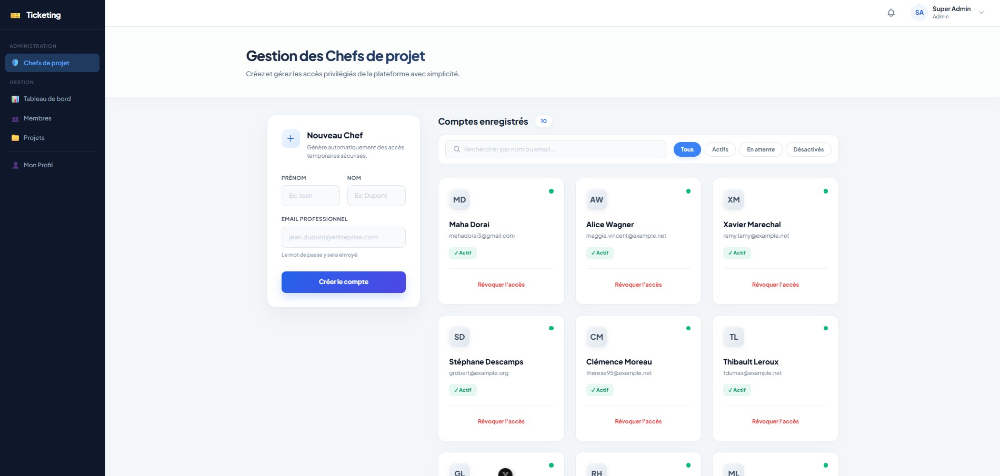 Ticketing
Super Admin
SA
Admin
ADMINISTRATION
Chefs de projet
GESTION
Tableau de bord
Membres
Projets
Mon Profil
Gestion des Chefs de projet
Créez et gérez les accès privilégiés de la plateforme avec simplicité.
Nouveau Chef
Génère automatiquement des accès
temporaires sécurisés.
PRÉNOM NOM
Ex: Jean Ex: Dupont
EMAIL PROFESSIONNEL
jean.dupont@entreprise.com
Le mot de passe y sera envoyé.
Créer le compte
Comptes enregistrés 10
Rechercher par nom ou email...
Tous Actifs En attente Désactivés
MD
Maha Dorai
mehadorai3@gmail.com
✓ Actif
Révoquer l'accès
AW
Alice Wagner
maggie.vincent@example.net
✓ Actif
Révoquer l'accès
XM
Xavier Marechal
remy.lamy@example.net
✓ Actif
Révoquer l'accès
SD
Stéphane Descamps
grobert@example.org
✓ Actif
Révoquer l'accès
CM
Clémence Moreau
therese95@example.net
✓ Actif
Révoquer l'accès
TL
Thibault Leroux
fdumas@example.net
✓ Actif
Révoquer l'accès
GL
RH
ML